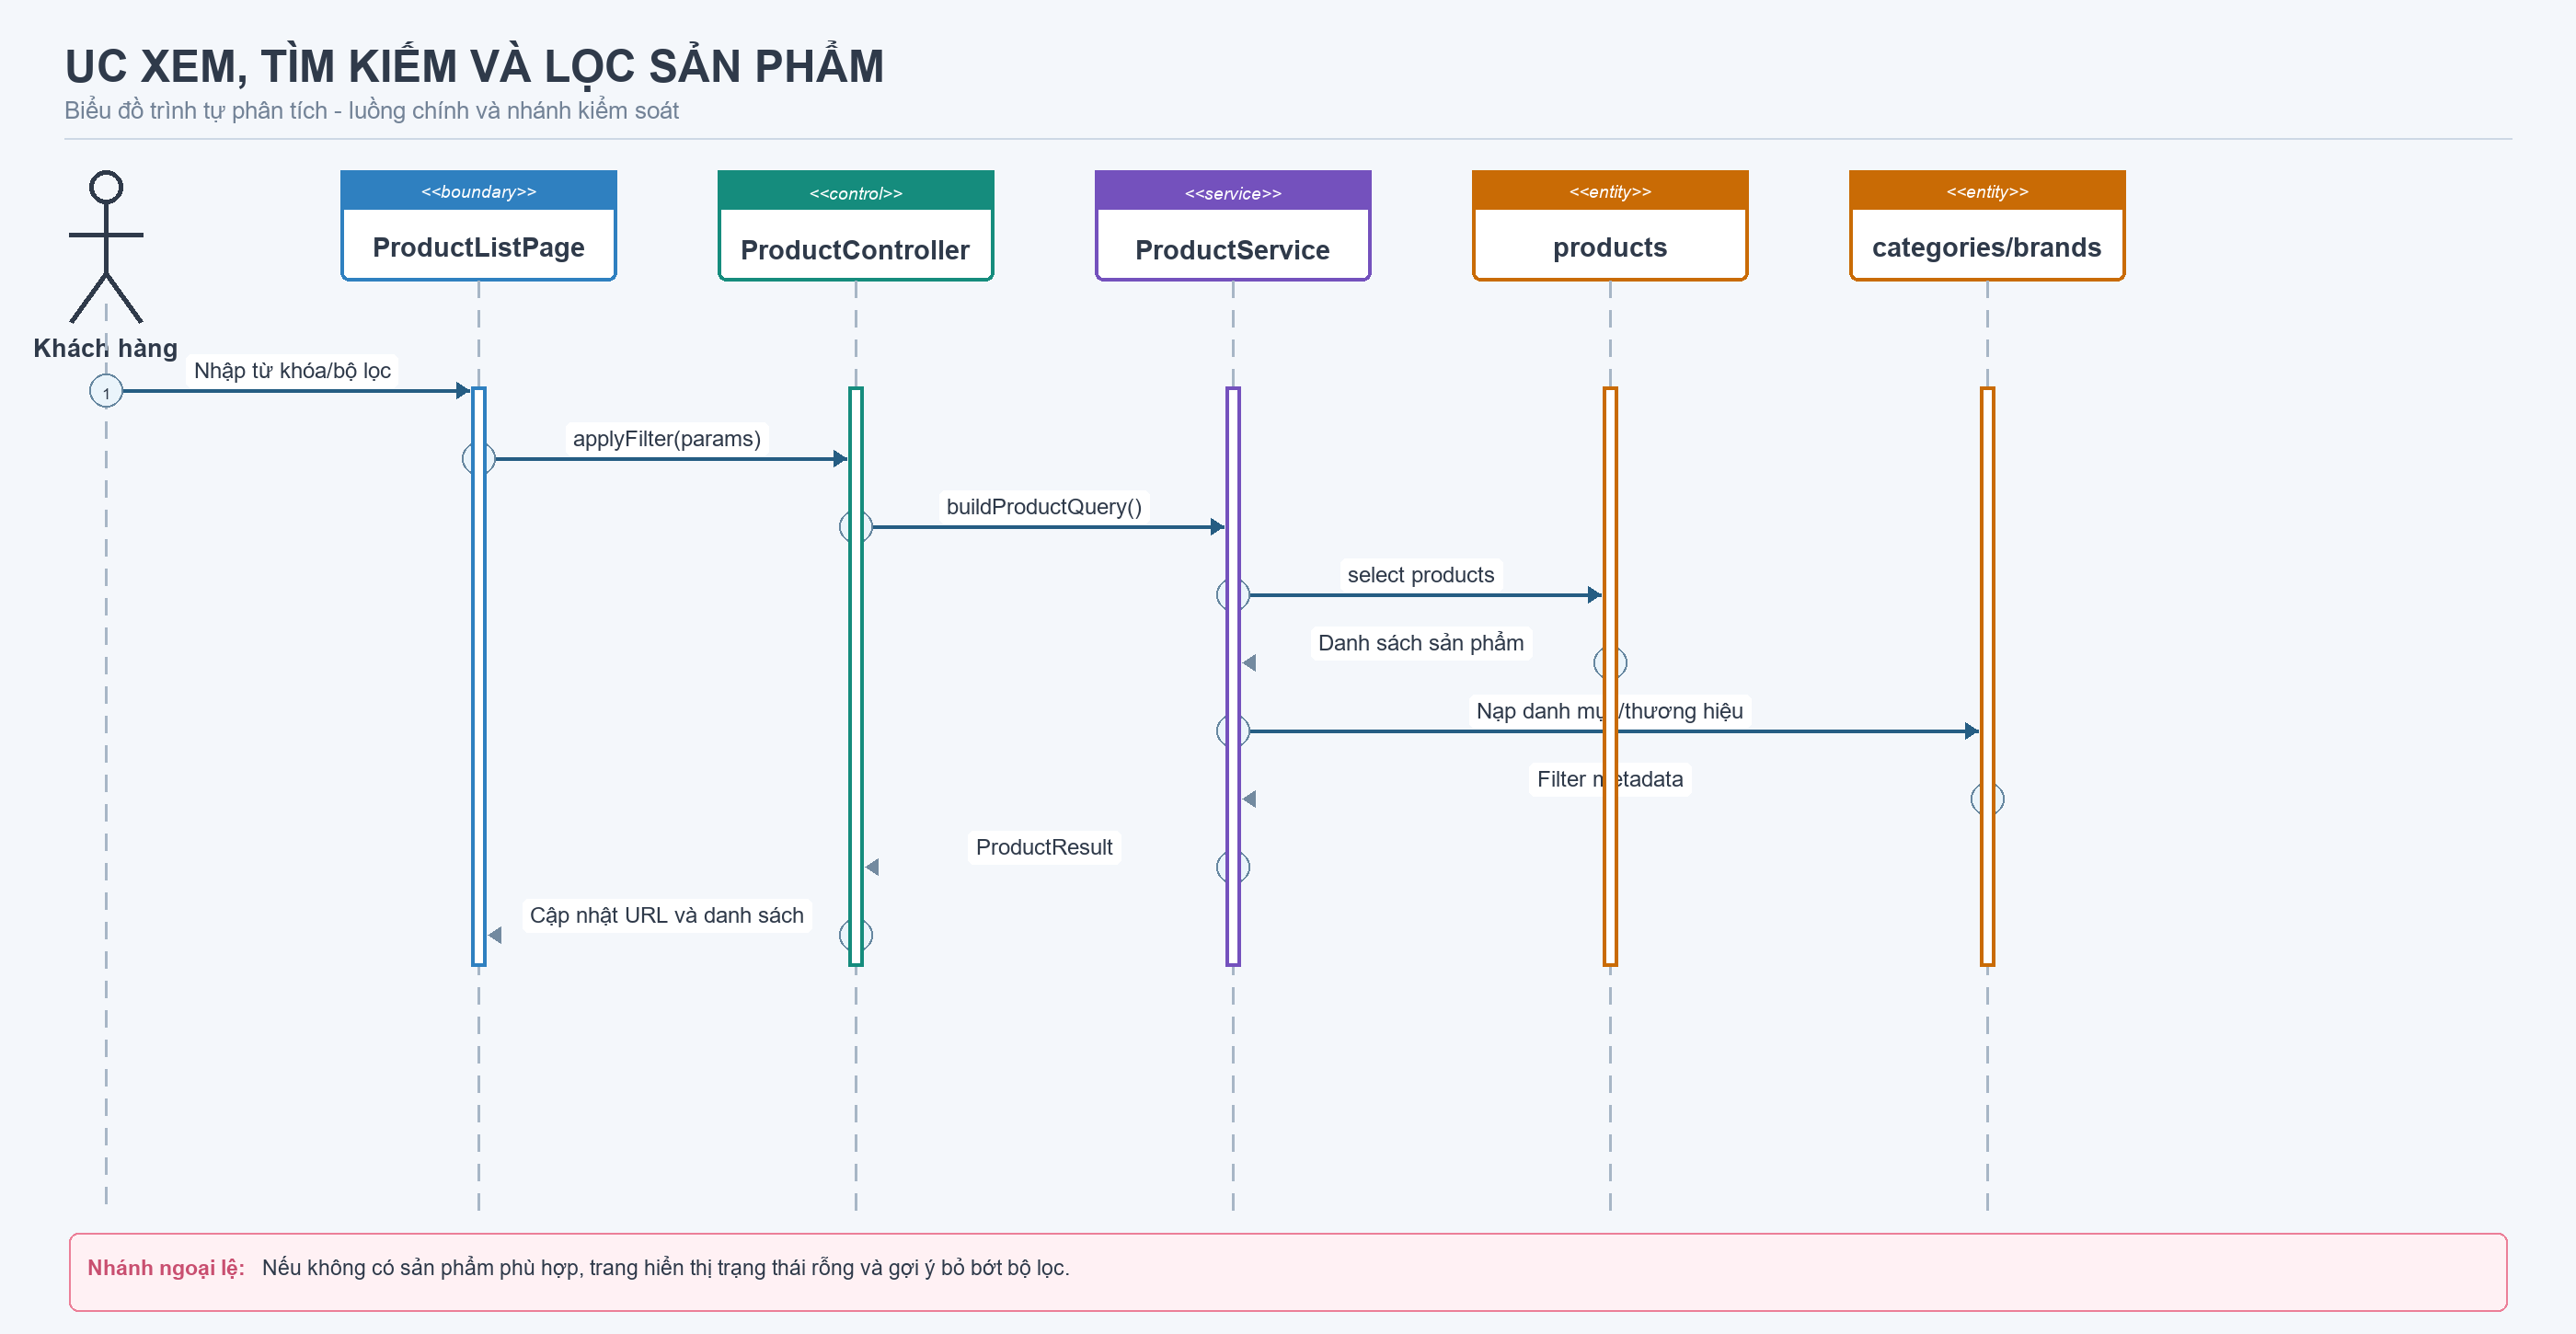 UC XEM, TÌM KIẾM VÀ LỌC SẢN PHẨM
Biểu đồ trình tự phân tích - luồng chính và nhánh kiểm soát
<<boundary>>
ProductListPage
<<control>>
ProductController
<<service>>
ProductService
<<entity>>
products
<<entity>>
categories/brands
Khách hàng
1
Nhập từ khóa/bộ lọc
applyFilter(params)
buildProductQuery()
select products
Danh sách sản phẩm
Nạp danh mục/thương hiệu
Filter metadata
ProductResult
Cập nhật URL và danh sách
Nhánh ngoại lệ: Nếu không có sản phẩm phù hợp, trang hiển thị trạng thái rỗng và gợi ý bỏ bớt bộ lọc.